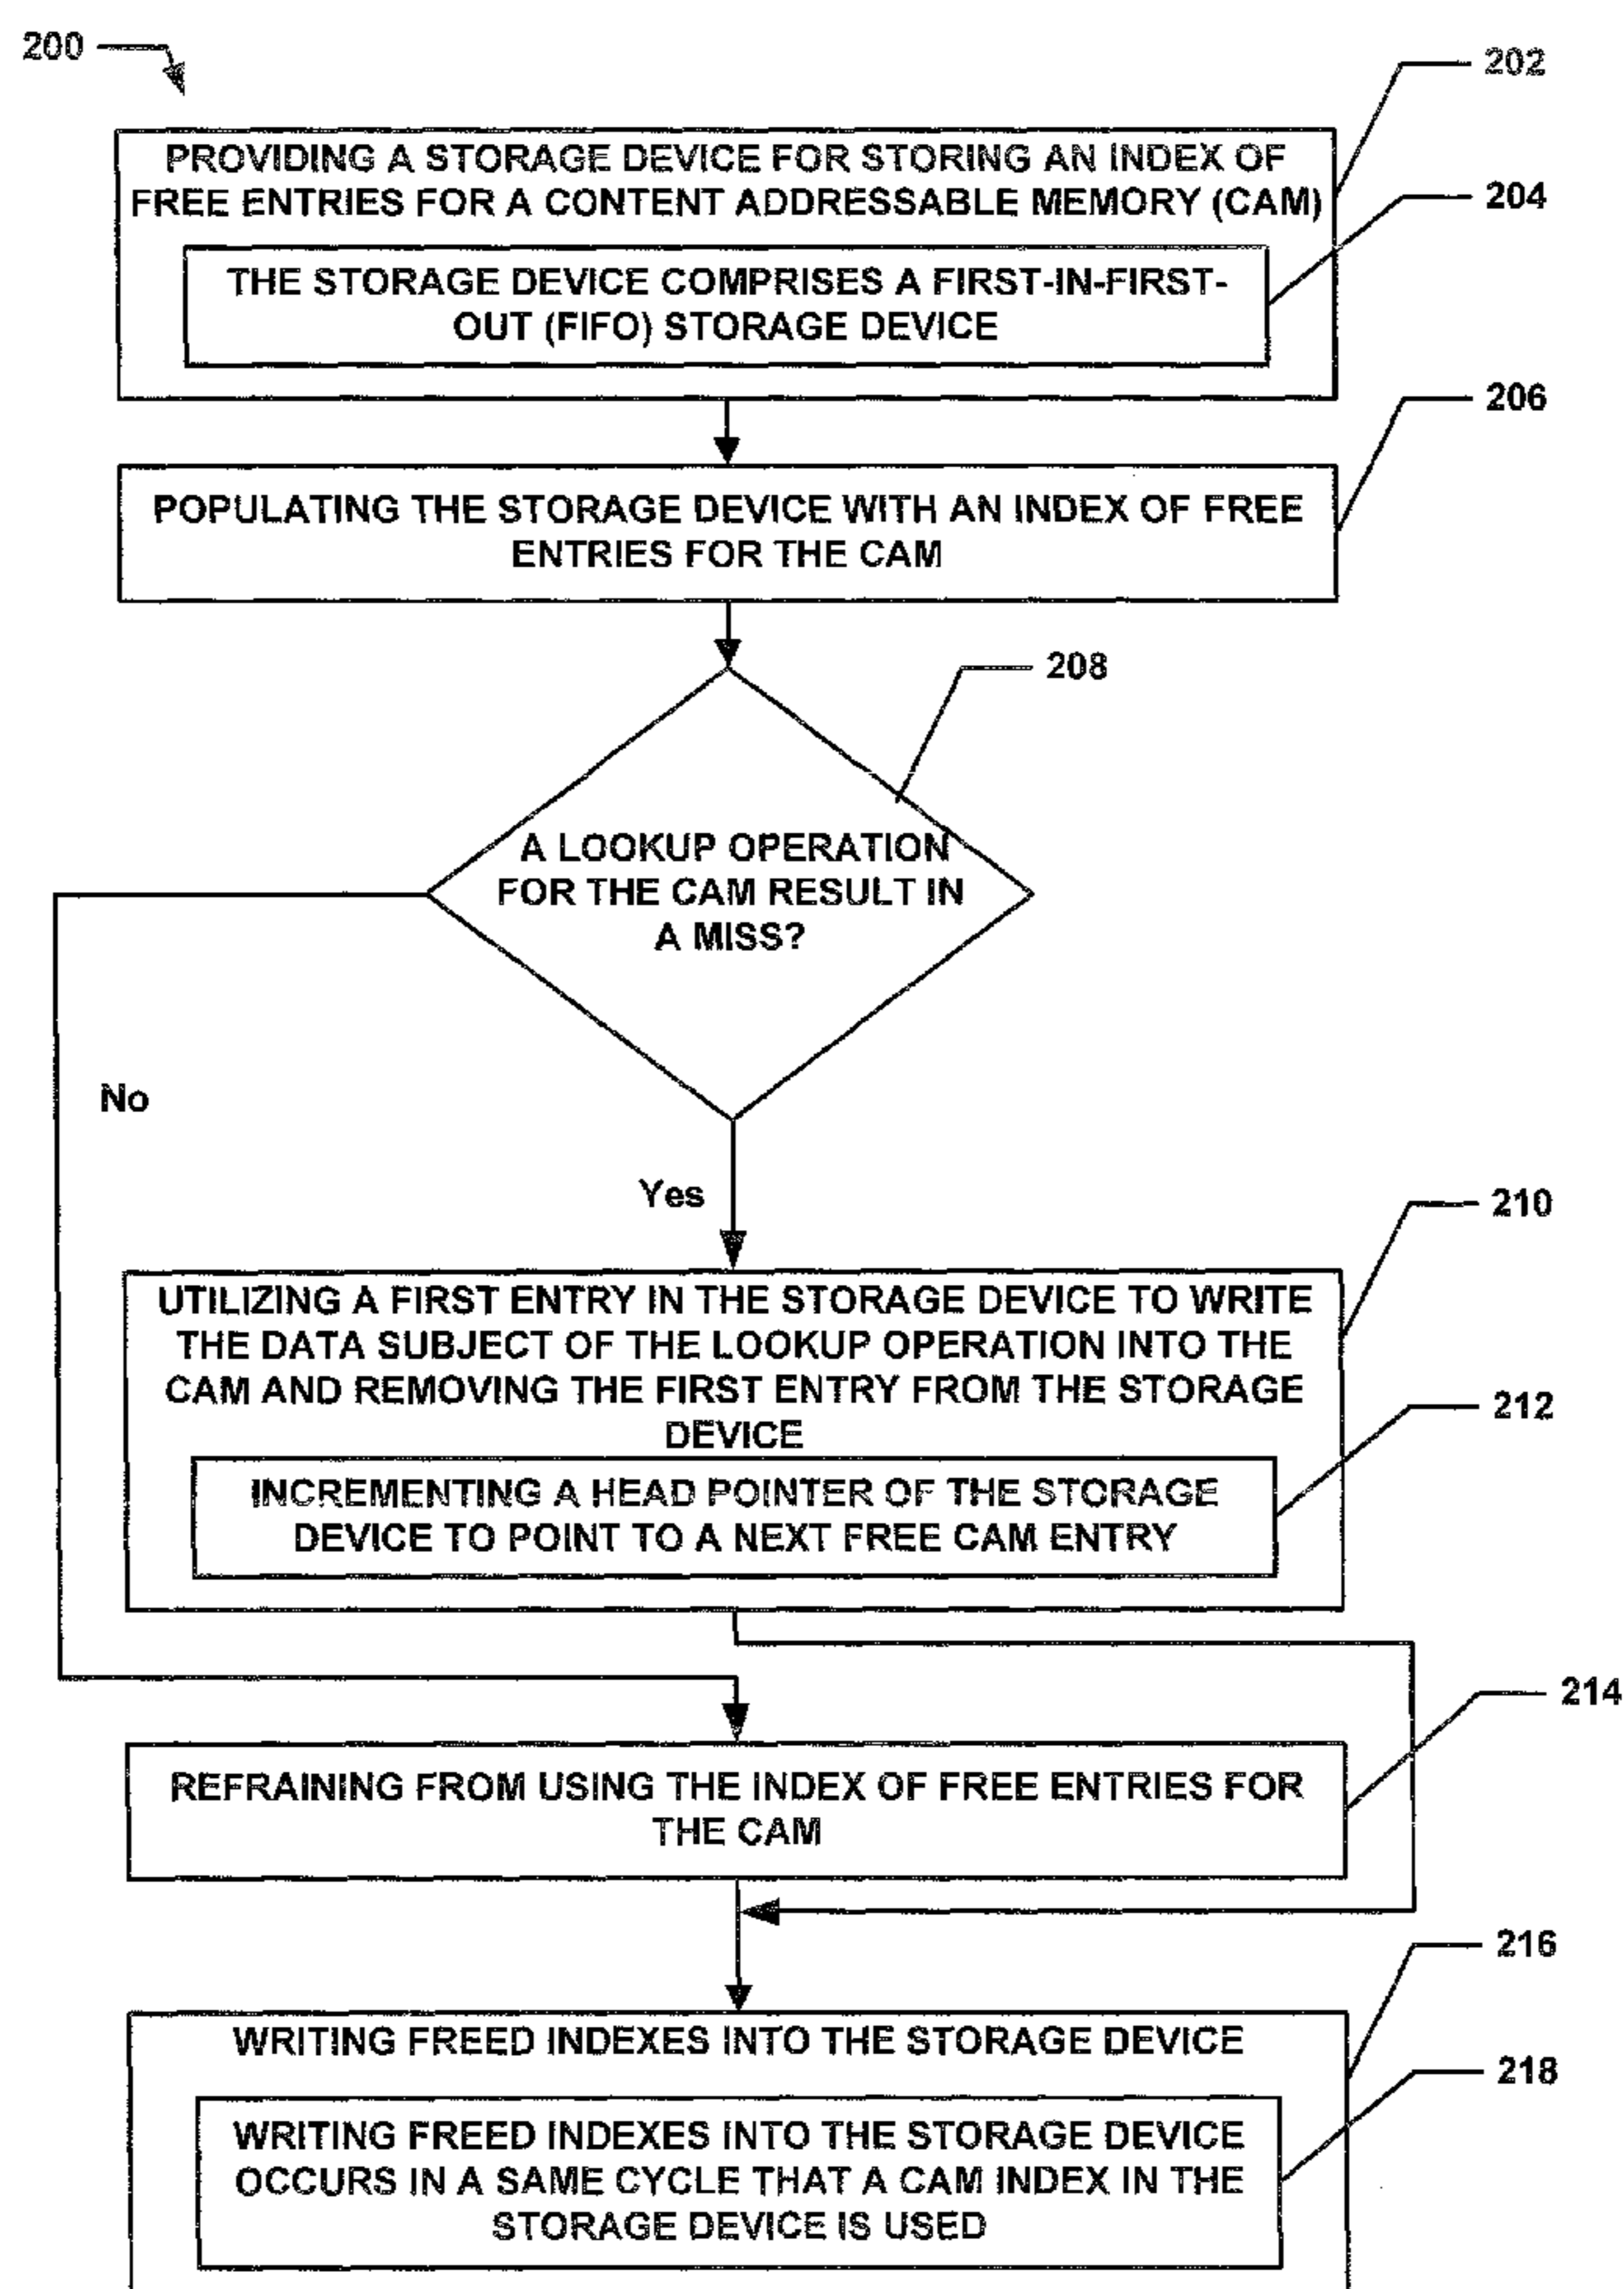 200
202
PROVIDING A STORAGE DEVICE FOR STORING AN INDEX OF
FREE ENTRIES FOR A CONTENT ADDRESSABLE MEMORY (CAM)
204
THE STORAGE DEVICE COMPRISES A FIRST-IN-FIRST-
OUT (FIFO) STORAGE DEVICE
206
POPULATING THE STORAGE DEVICE WITH AN INDEX OF FREE
ENTRIES FOR THE CAM
208
A LOOKUP OPERATION
FOR THE CAM RESULT IN
A MISS?
No
Yes
210
UTILIZING A FIRST ENTRY IN THE STORAGE DEVICE TO WRITE
THE DATA SUBJECT OF THE LOOKUP OPERATION INTO THE
CAM AND REMOVING THE FIRST ENTRY FROM THE STORAGE
DEVICE
212
INCREMENTING A HEAD POINTER OF THE STORAGE
DEVICE TO POINT TO A NEXT FREE CAM ENTRY
214
REFRAINING FROM USING THE INDEX OF FREE ENTRIES FOR
THE CAM
216
WRITING FREED INDEXES INTO THE STORAGE DEVICE
218
WRITING FREED INDEXES INTO THE STORAGE DEVICE
OCCURS IN A SAME CYCLE THAT A CAM INDEX IN THE
STORAGE DEVICE IS USED